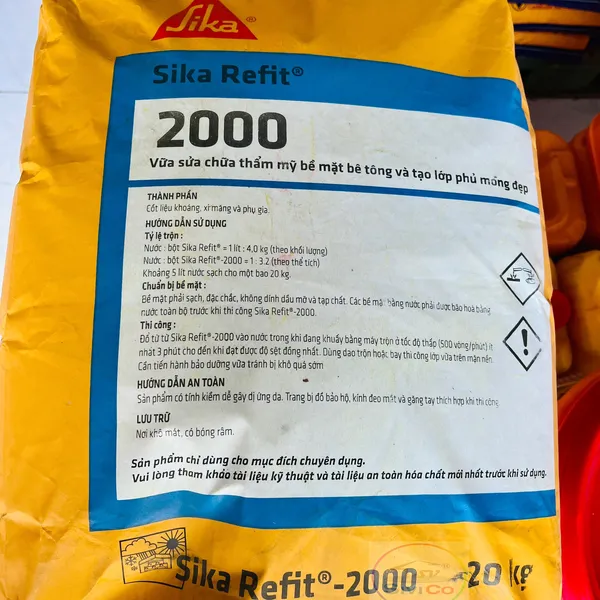 Sika
Sika Refit®
2000
Vữa sửa chữa thẩm mỹ bề mặt bê tông và tạo lớp phủ mỏng đẹp
THÀNH PHẦN
Cốt liệu khoáng, xi măng và phụ gia.
HƯỚNG DẪN SỬ DỤNG
Tỷ lệ trộn :
Nước : bột Sika Refit® = 1 lít : 4,0 kg (theo khối lượng)
Nước : bột Sika Refit®-2000 = 1 : 3.2 (theo thể tích)
Khoảng 5 lít nước sạch cho một bao 20 kg.
Chuẩn bị bề mặt :
Bề mặt phải sạch, đặc chắc, không dính dầu mỡ và tạp chất. Các bề mặt bằng nước phải được bão hoà bằng
nước toàn bộ trước khi thi công Sika Refit®-2000.
Thi công :
Đổ từ từ Sika Refit®-2000 vào nước trong khi đang khuấy bằng máy trộn ở tốc độ thấp (500 vòng/phút) ít
nhất 3 phút cho đến khi đạt được độ sệt đồng nhất. Dùng dao trộn hoặc bay thi công lớp vữa trên mặt nền.
Cần tiến hành bảo dưỡng vữa tránh bị khô quá sớm
HƯỚNG DẪN AN TOÀN
Sản phẩm có tính kiềm dễ gây dị ứng da. Trang bị đồ bảo hộ, kính đeo mắt và găng tay thích hợp khi thi công.
LƯU TRỮ
Nơi khô mát, có bóng râm.
Sản phẩm chỉ dùng cho mục đích chuyên dụng.
Vui lòng tham khảo tài liệu kỹ thuật và tài liệu an toàn hóa chất mới nhất trước khi sử dụng.
Sika Refit®-2000 20 kg